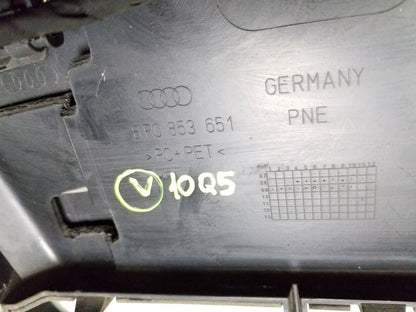 GERMANY
8P0 853 651
PNE
>PC+PET<
V 10Q5